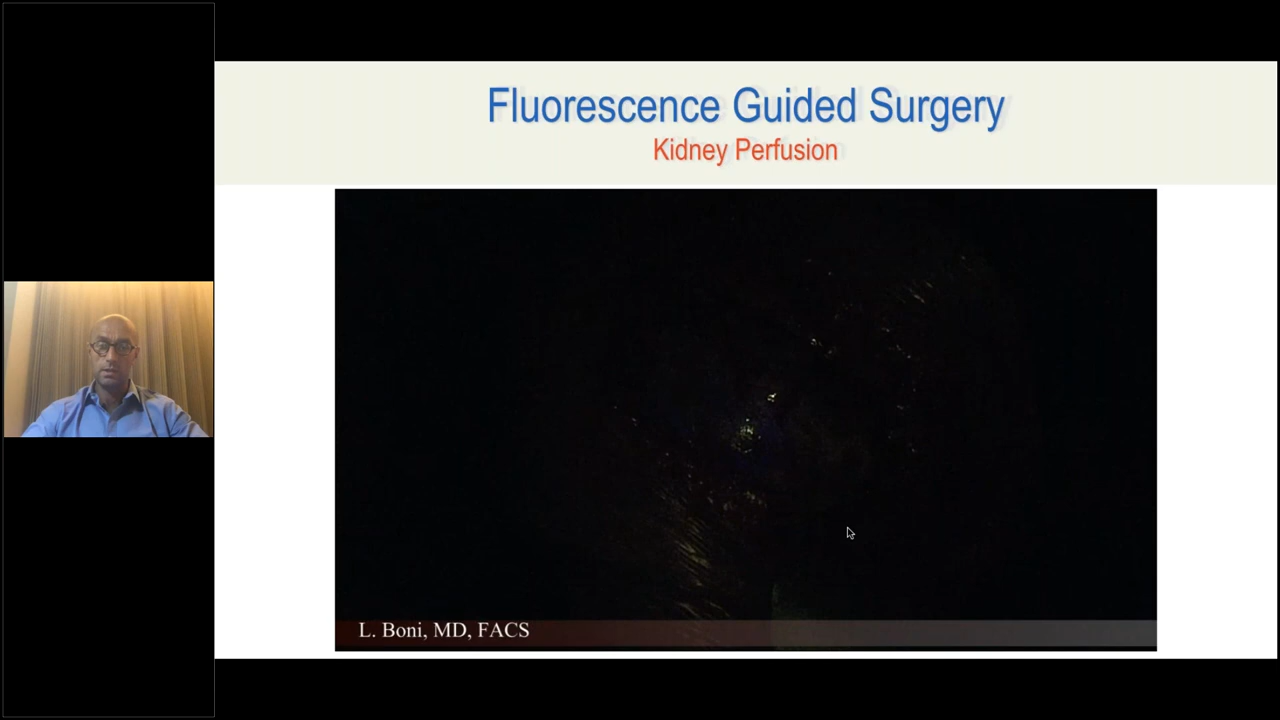 Fluorescence Guided Surgery
Kidney Perfusion
L. Boni, MD, FACS